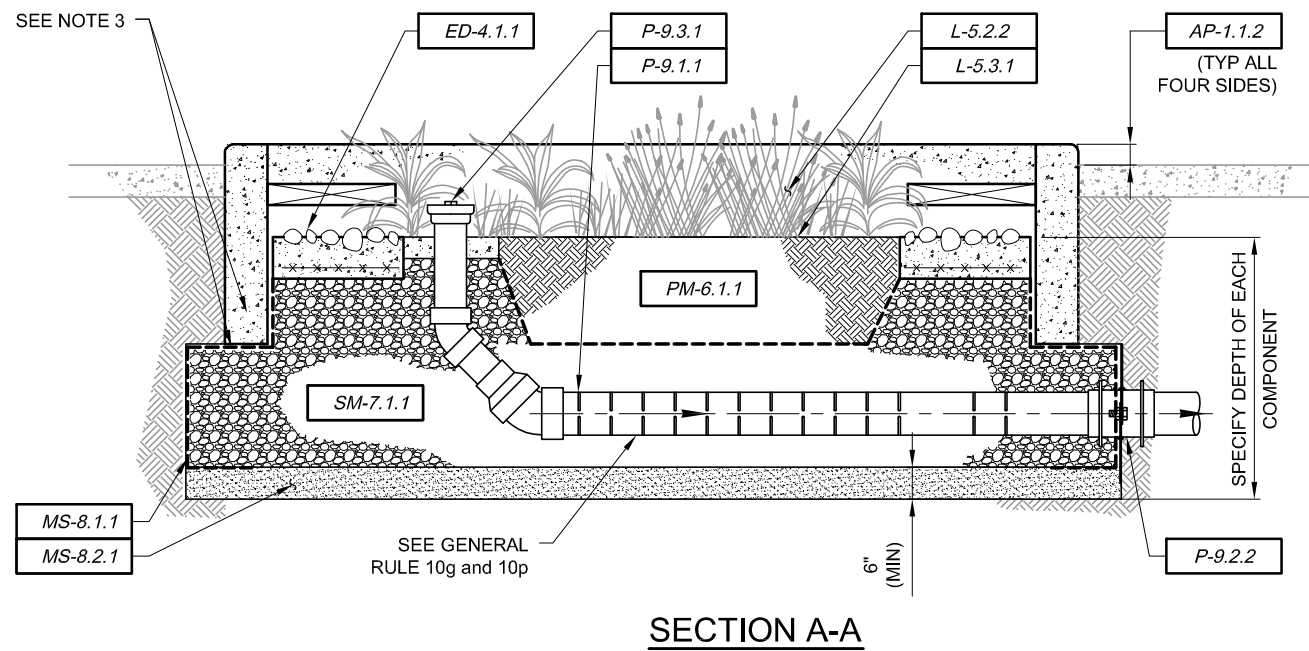 SEE NOTE 3
ED-4.1.1
P-9.3.1
P-9.1.1
L-5.2.2
L-5.3.1
AP-1.1.2
(TYP ALL
FOUR SIDES)
PM-6.1.1
SM-7.1.1
SPECIFY DEPTH OF EACH
COMPONENT
MS-8.1.1
MS-8.2.1
SEE GENERAL
RULE 10g and 10p
6"
(MIN)
P-9.2.2
SECTION A-A